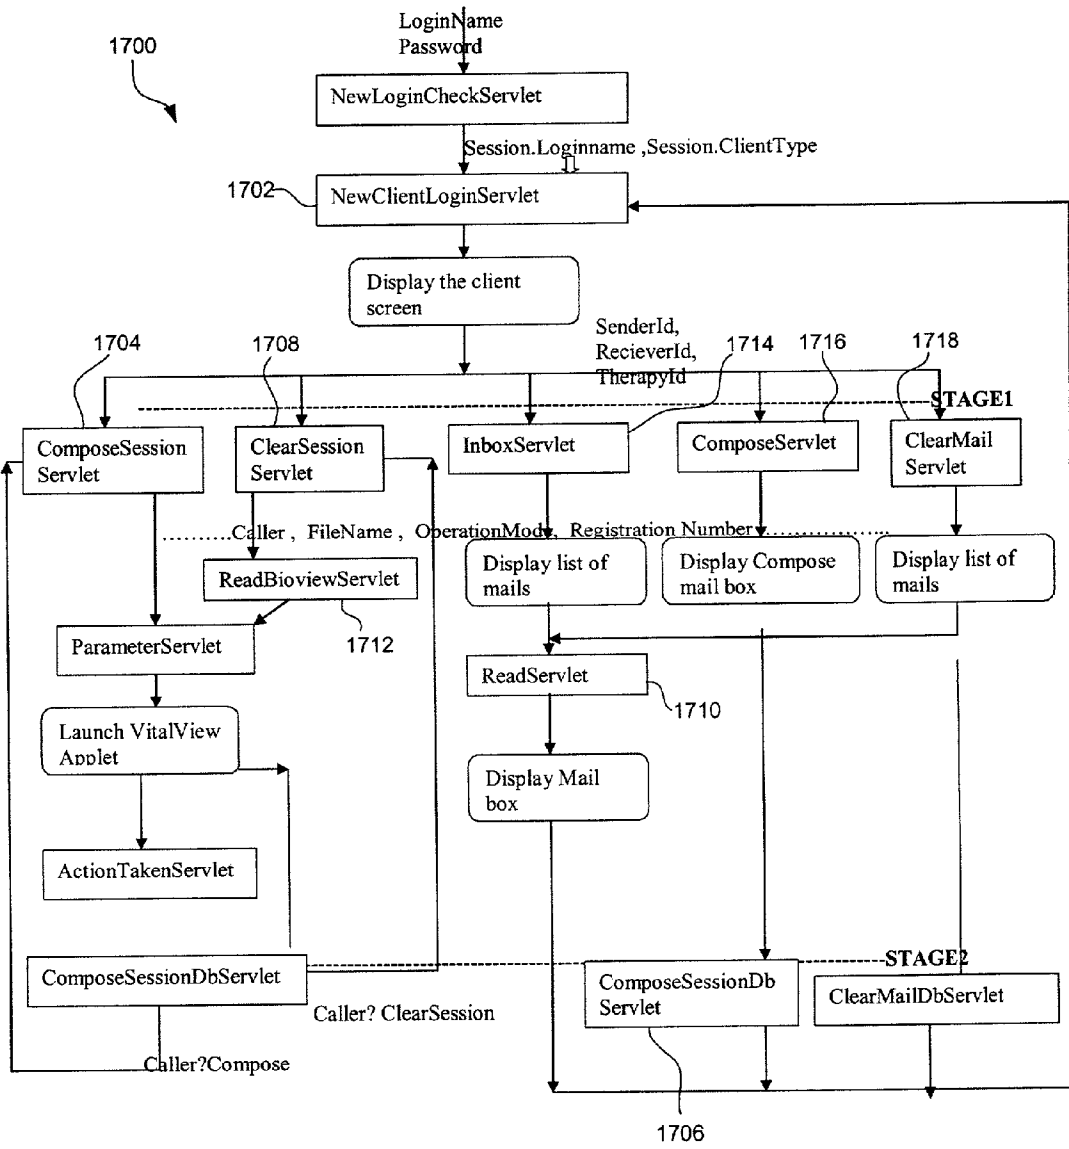 LoginName
Password
1700
NewLoginCheckServlet
Session.Loginname ,Session.ClientType
1702
NewClientLoginServlet
Display the client
screen
SenderId,
RecieverId,
TherapyId
1704
1708
1714
1716
1718
STAGE1
ComposeSession
Servlet
ClearSession
Servlet
InboxServlet
ComposeServlet
ClearMail
Servlet
Caller , FileName , OperationMode, Registration Number
ReadBioviewServlet
Display list of
mails
Display Compose
mail box
Display list of
mails
1712
ParameterServlet
ReadServlet
1710
Launch VitalView
Applet
Display Mail
box
ActionTakenServlet
STAGE2
ComposeSessionDbServlet
ComposeSessionDb
Servlet
ClearMailDbServlet
Caller? ClearSession
Caller?Compose
1706